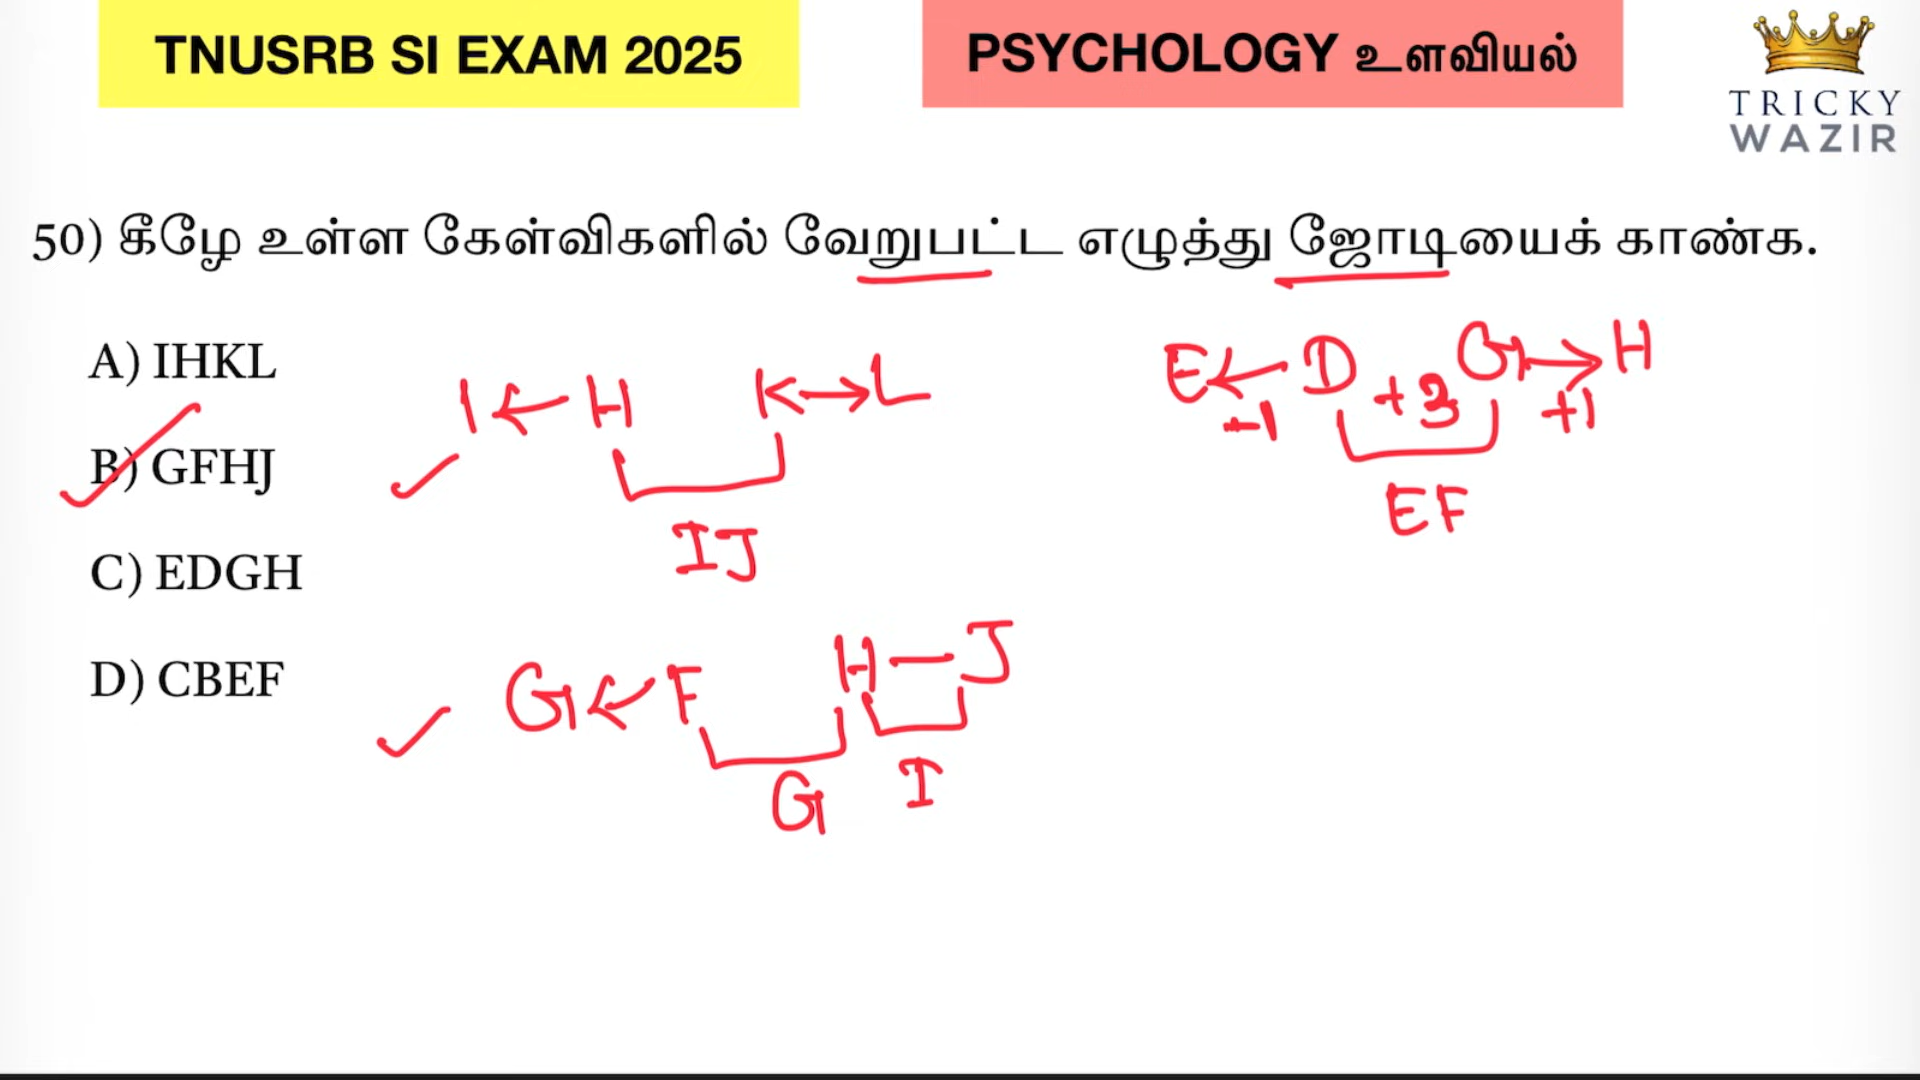 TNUSRB SI EXAM 2025
PSYCHOLOGY உளவியல்
TRICKY
WAZIR
50) கீழே உள்ள கேள்விகளில் வேறுபட்ட எழுத்து ஜோடியைக் காண்க.
A) IHKL
B) GFHJ
C) EDGH
D) CBEF
I H K L
IJ
E D +3 G H
-1 +1
EF
G F H J
G I